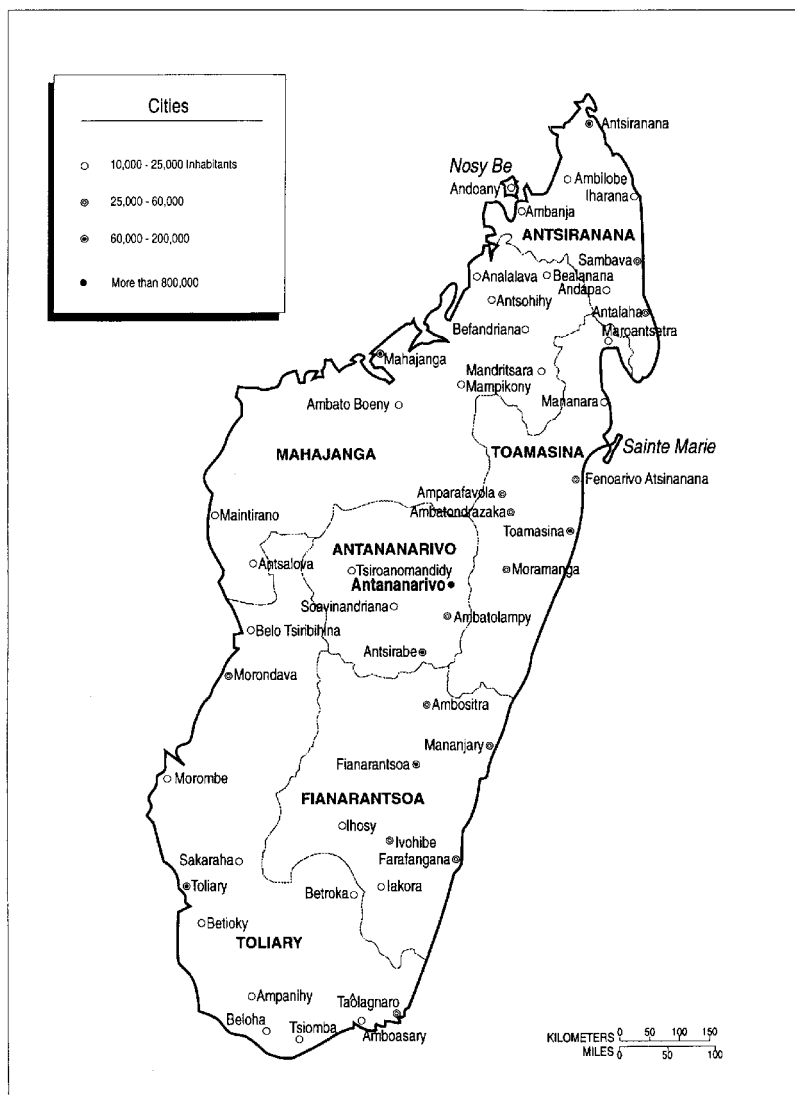 Cities
10,000 - 25,000 Inhabitants
25,000 - 60,000
60,000 - 200,000
More than 800,000
Antsiranana
Nosy Be
Andoany
Ambilobe
Iharana
Ambanja
ANTSIRANANA
Sambava
Analalava
Bealanana
Andapa
Antsohihy
Antalaha
Befandriana
Maroantsetra
Mahajanga
Mandritsara
Mampikony
Ambato Boeny
Mananara
MAHAJANGA
TOAMASINA
Sainte Marie
Fenoarivo Atsinanana
Amparafavola
Ambatondrazaka
Maintirano
Toamasina
ANTANANARIVO
Antsalova
Tsiroanomandidy
Moramanga
Antananarivo
Soavinandriana
Ambatolampy
Belo Tsiribihina
Antsirabe
Morondava
Ambositra
Mananjary
Fianarantsoa
Morombe
FIANARANTSOA
Ihosy
Ivohibe
Sakaraha
Farafangana
Toliary
Betroka
Iakora
Betioky
TOLIARY
Ampanihy
Taolagnaro
Beloha
Tsiomba
Amboasary
KILOMETERS 0 50 100 150
MILES 0 50 100